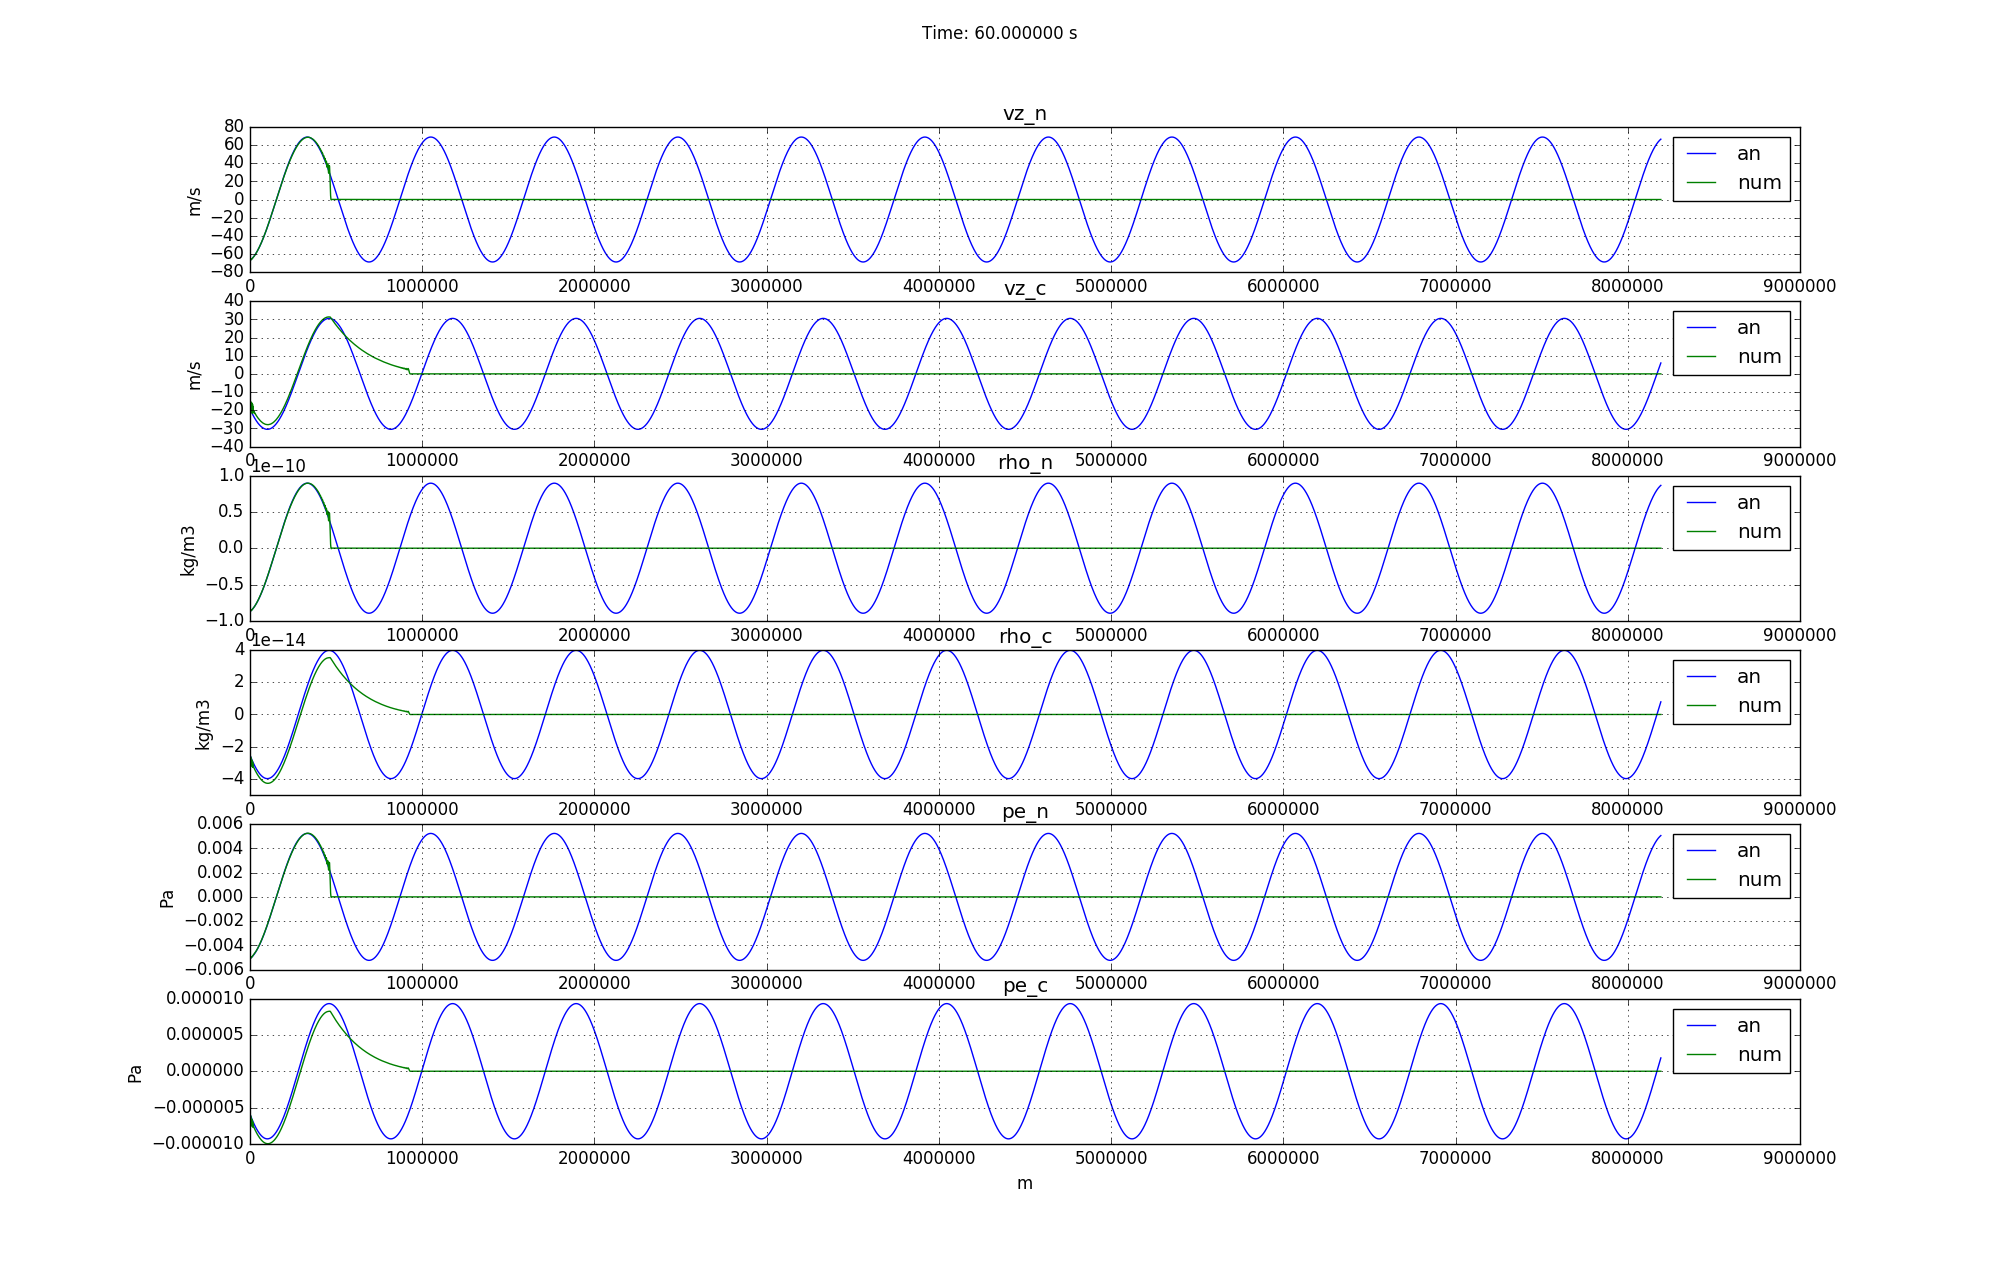 Time: 60.000000 s
vz_n
80
60
40
20
0
−20
−40
−60
−80
m/s
an
num
0 1000000 2000000 3000000 4000000 5000000 6000000 7000000 8000000 9000000
vz_c
40
30
20
10
0
−10
−20
−30
−40
m/s
an
num
0 1000000 2000000 3000000 4000000 5000000 6000000 7000000 8000000 9000000
1e−10
rho_n
1.0
0.5
0.0
−0.5
−1.0
kg/m3
an
num
0 1000000 2000000 3000000 4000000 5000000 6000000 7000000 8000000 9000000
1e−14
rho_c
4
2
0
−2
−4
kg/m3
an
num
0 1000000 2000000 3000000 4000000 5000000 6000000 7000000 8000000 9000000
pe_n
0.006
0.004
0.002
0.000
−0.002
−0.004
−0.006
Pa
an
num
0 1000000 2000000 3000000 4000000 5000000 6000000 7000000 8000000 9000000
pe_c
0.000010
0.000005
0.000000
−0.000005
−0.000010
Pa
an
num
0 1000000 2000000 3000000 4000000 5000000 6000000 7000000 8000000 9000000
m